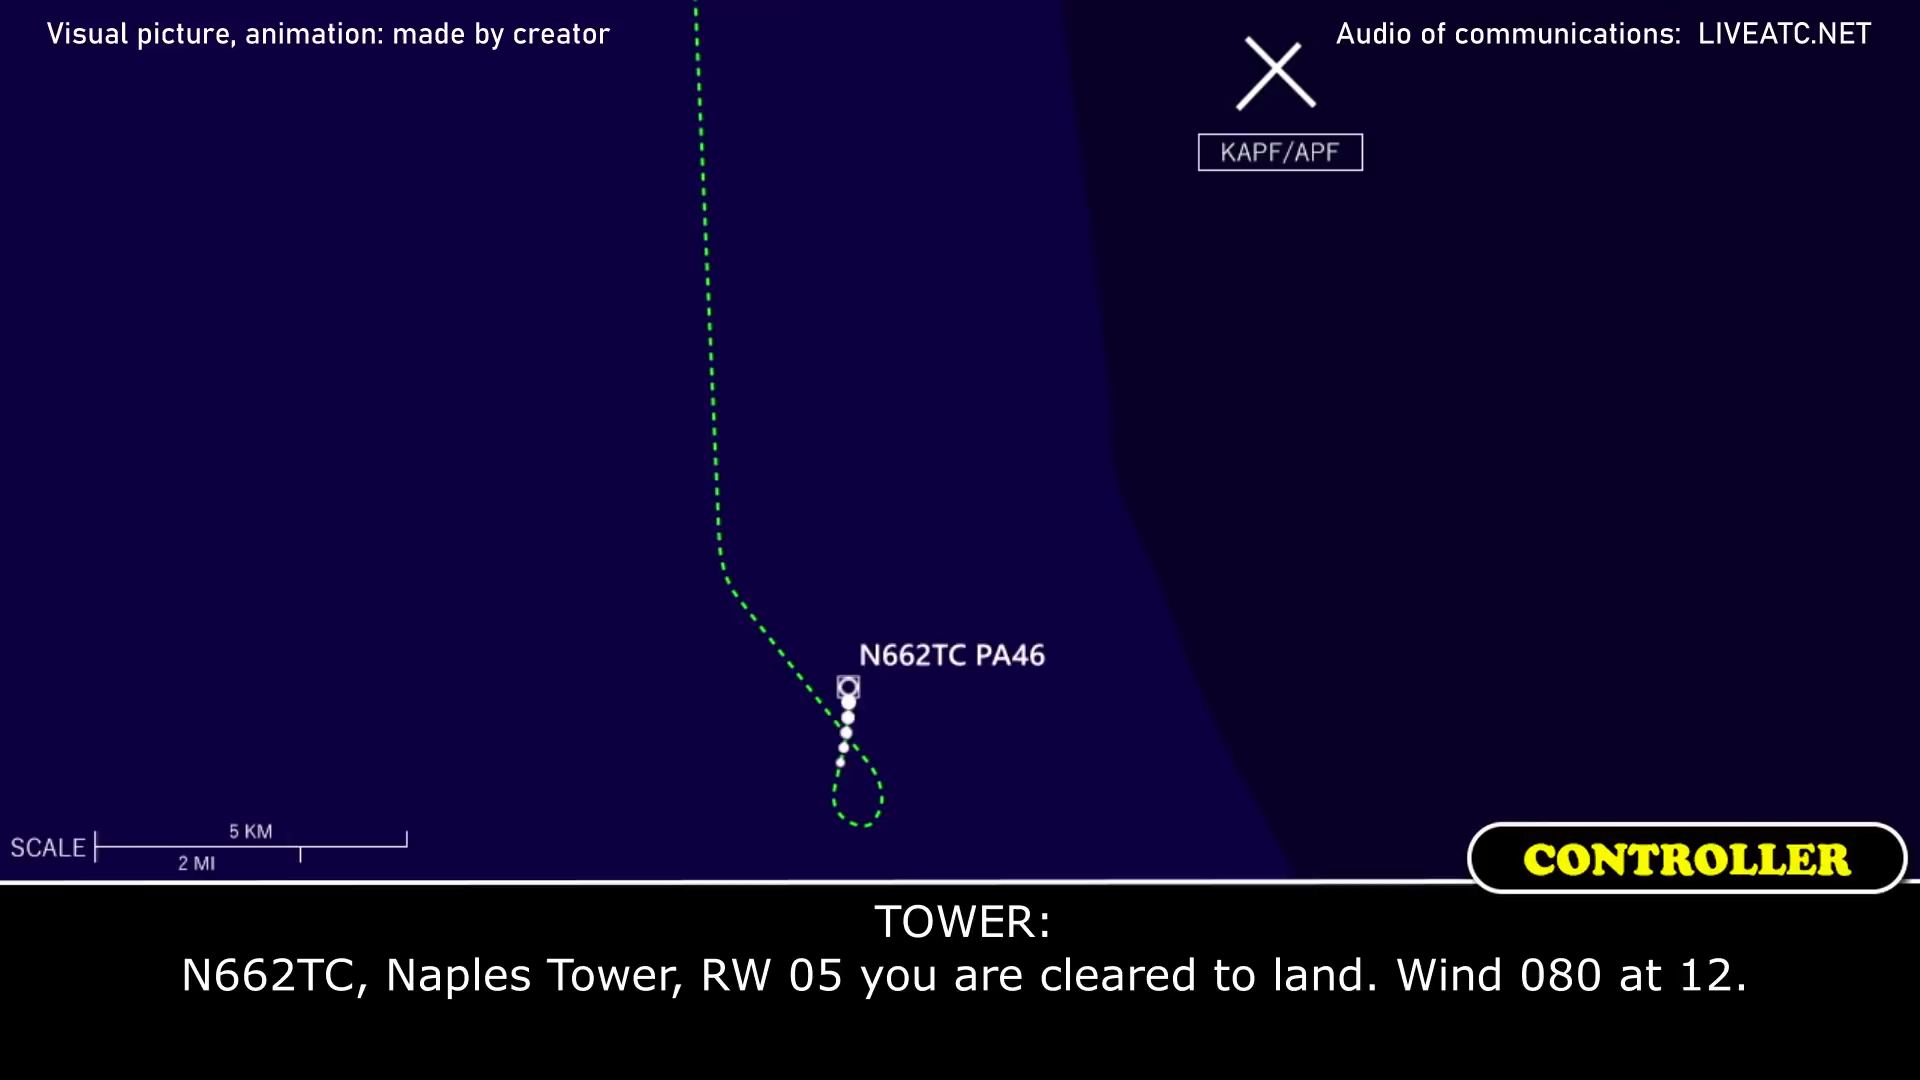 Visual picture, animation: made by creator
Audio of communications: LIVEATC.NET
KAPF/APF
N662TC PA46
SCALE
5 KM
2 MI
CONTROLLER
TOWER:
N662TC, Naples Tower, RW 05 you are cleared to land. Wind 080 at 12.